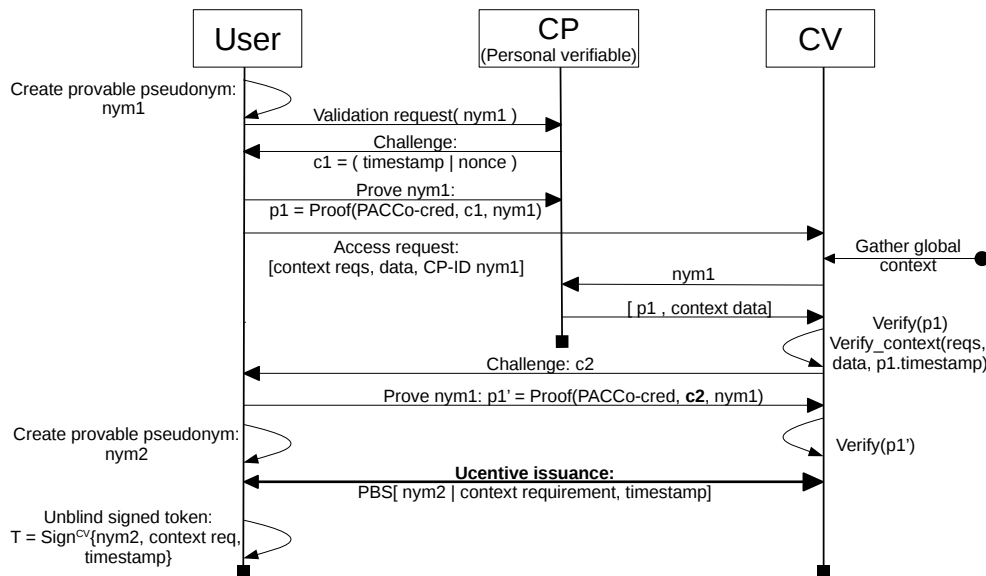 User
CP
(Personal verifiable)
CV
Create provable pseudonym:
nym1
Validation request( nym1 )
Challenge:
c1 = ( timestamp | nonce )
Prove nym1:
p1 = Proof(PACCo-cred, c1, nym1)
Access request:
[context reqs, data, CP-ID nym1]
Gather global
context
nym1
[ p1 , context data]
Verify(p1)
Verify_context(reqs,
data, p1.timestamp)
Challenge: c2
Prove nym1: p1’ = Proof(PACCo-cred, c2, nym1)
Create provable pseudonym:
nym2
Verify(p1’)
Ucentive issuance:
PBS[ nym2 | context requirement, timestamp]
Unblind signed token:
T = Sign^CV{nym2, context req,
timestamp}